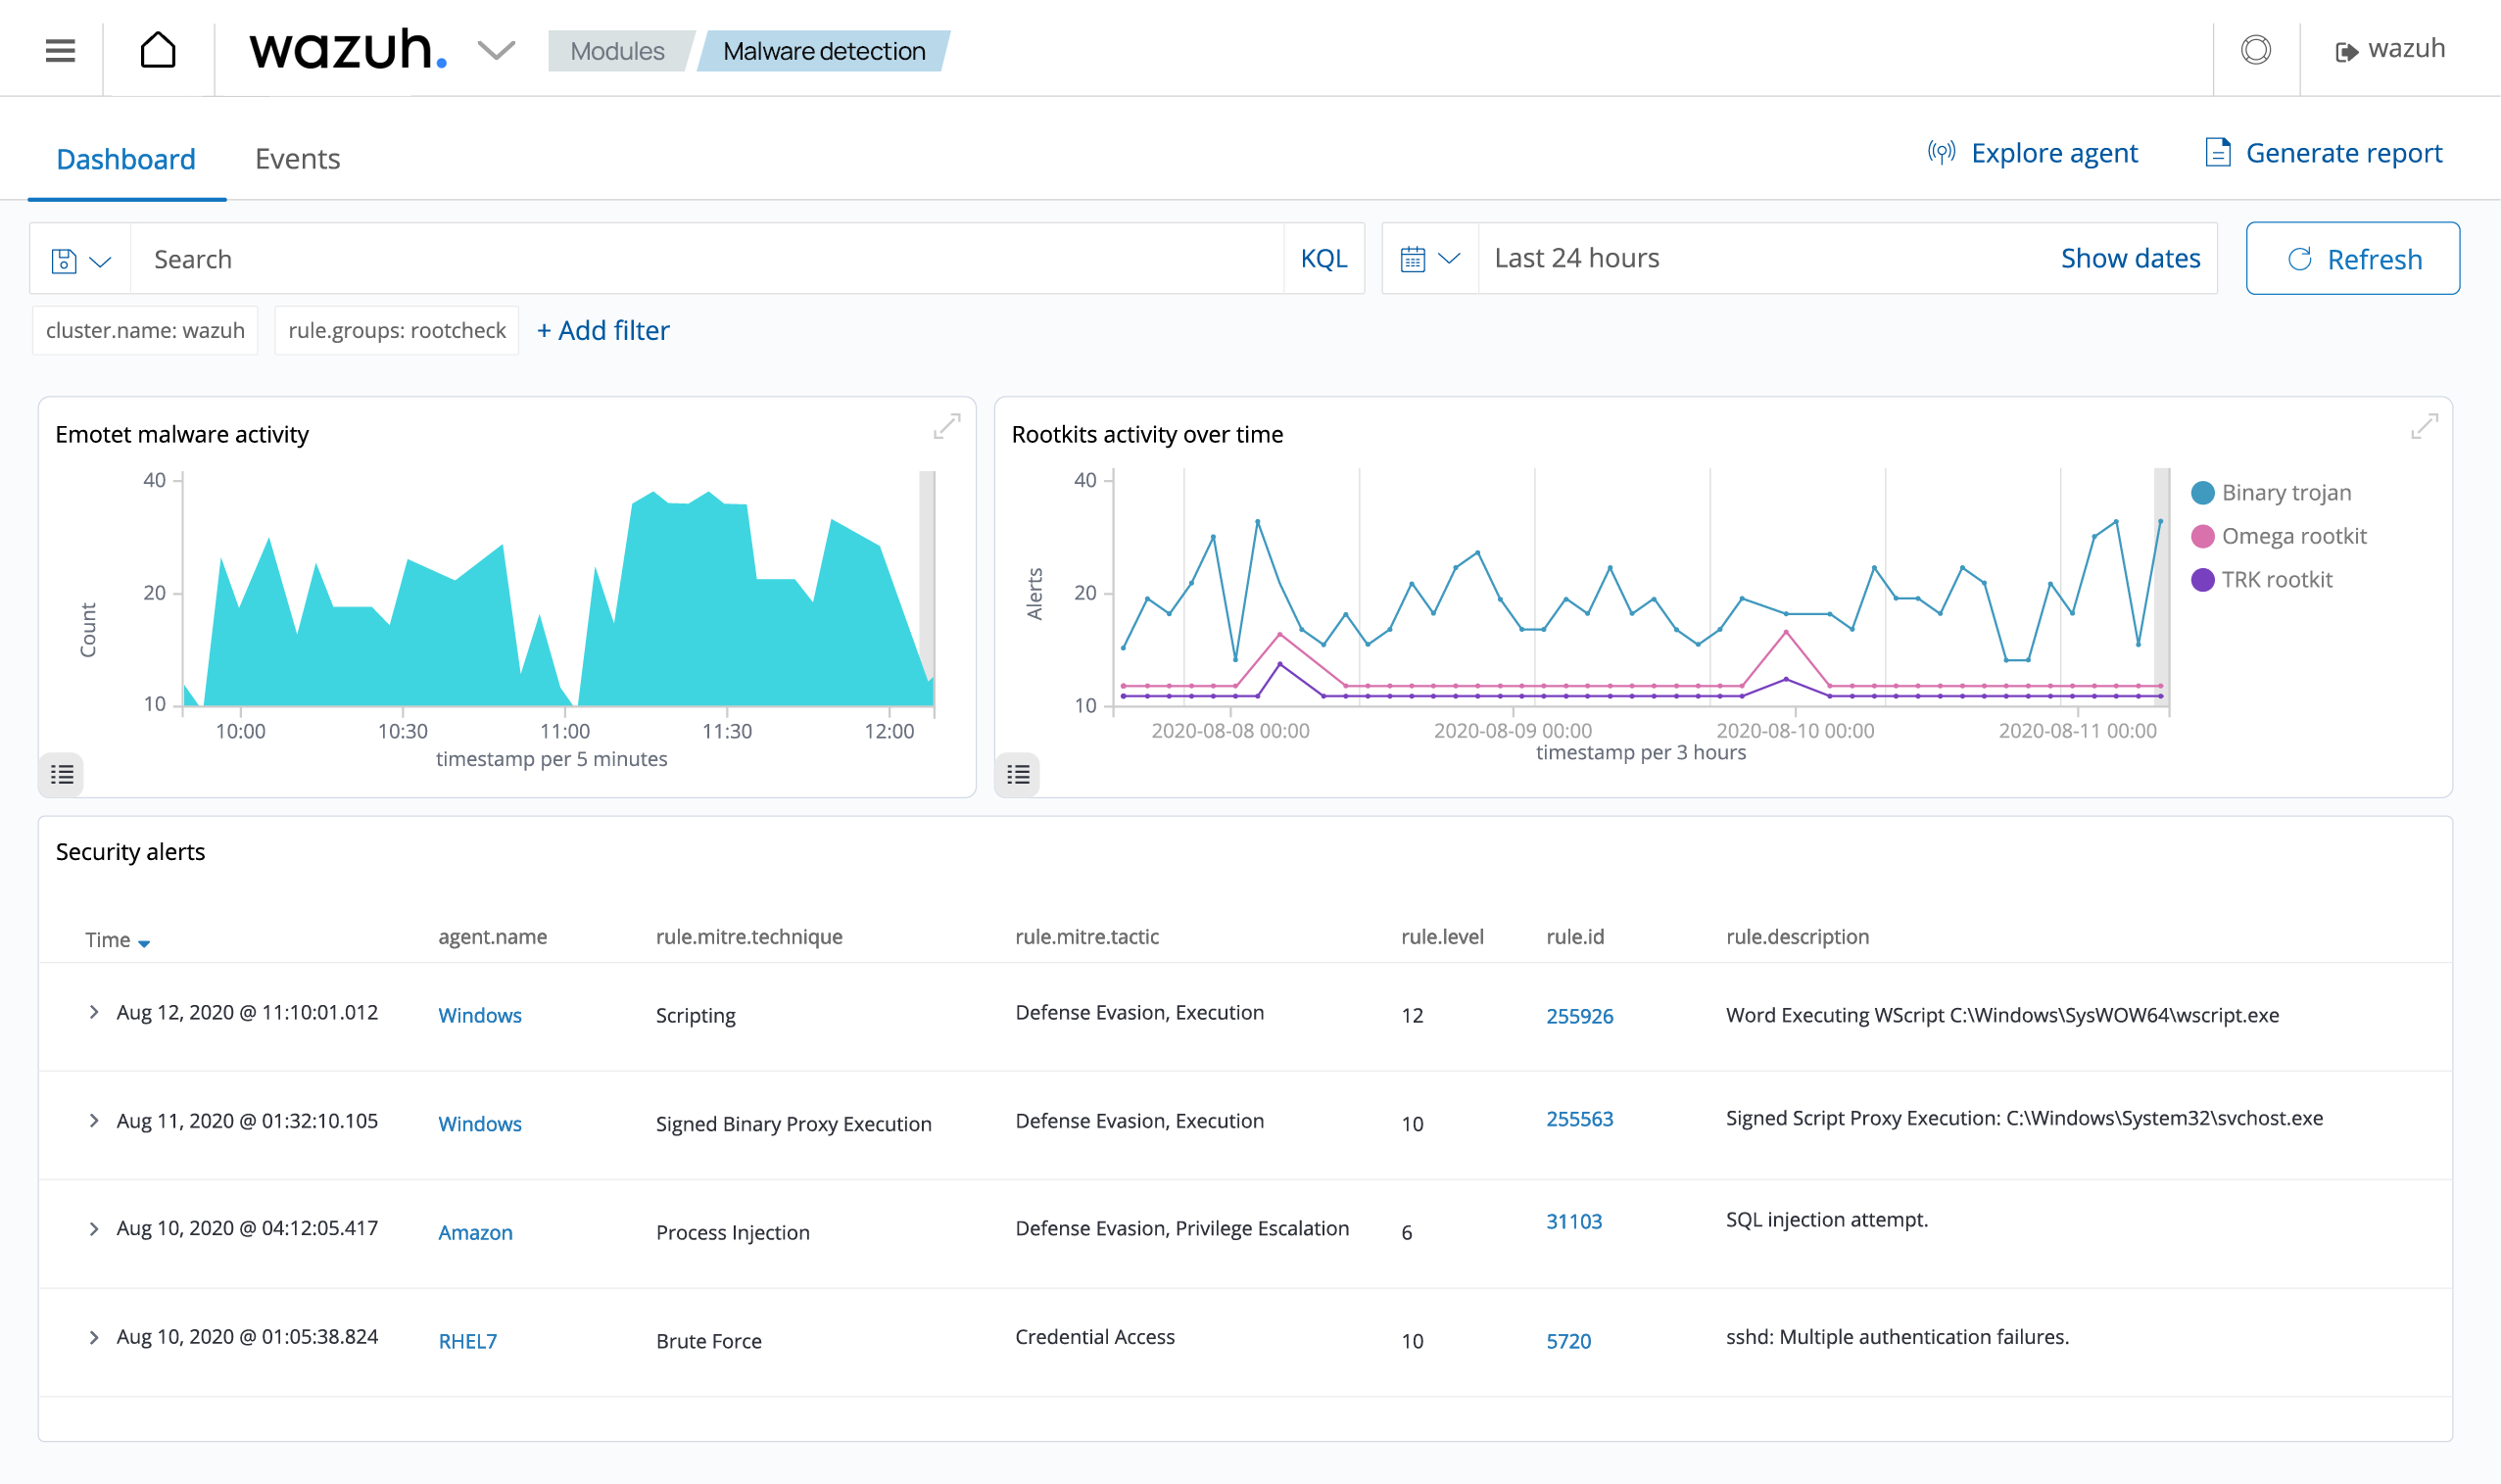 wazuh.
Modules
Malware detection
wazuh
Dashboard
Events
Explore agent
Generate report
Search
KQL
Last 24 hours
Show dates
Refresh
cluster.name: wazuh
rule.groups: rootcheck
+ Add filter
Emotet malware activity
40
20
10
Count
10:00
10:30
11:00
11:30
12:00
timestamp per 5 minutes
Rootkits activity over time
40
20
10
Alerts
2020-08-08 00:00
2020-08-09 00:00
2020-08-10 00:00
2020-08-11 00:00
timestamp per 3 hours
Binary trojan
Omega rootkit
TRK rootkit
Security alerts
Time agent.name rule.mitre.technique rule.mitre.tactic rule.level rule.id rule.description
Aug 12, 2020 @ 11:10:01.012 Windows Scripting Defense Evasion, Execution 12 255926 Word Executing WScript C:\Windows\SysWOW64\wscript.exe
Aug 11, 2020 @ 01:32:10.105 Windows Signed Binary Proxy Execution Defense Evasion, Execution 10 255563 Signed Script Proxy Execution: C:\Windows\System32\svchost.exe
Aug 10, 2020 @ 04:12:05.417 Amazon Process Injection Defense Evasion, Privilege Escalation 6 31103 SQL injection attempt.
Aug 10, 2020 @ 01:05:38.824 RHEL7 Brute Force Credential Access 10 5720 sshd: Multiple authentication failures.